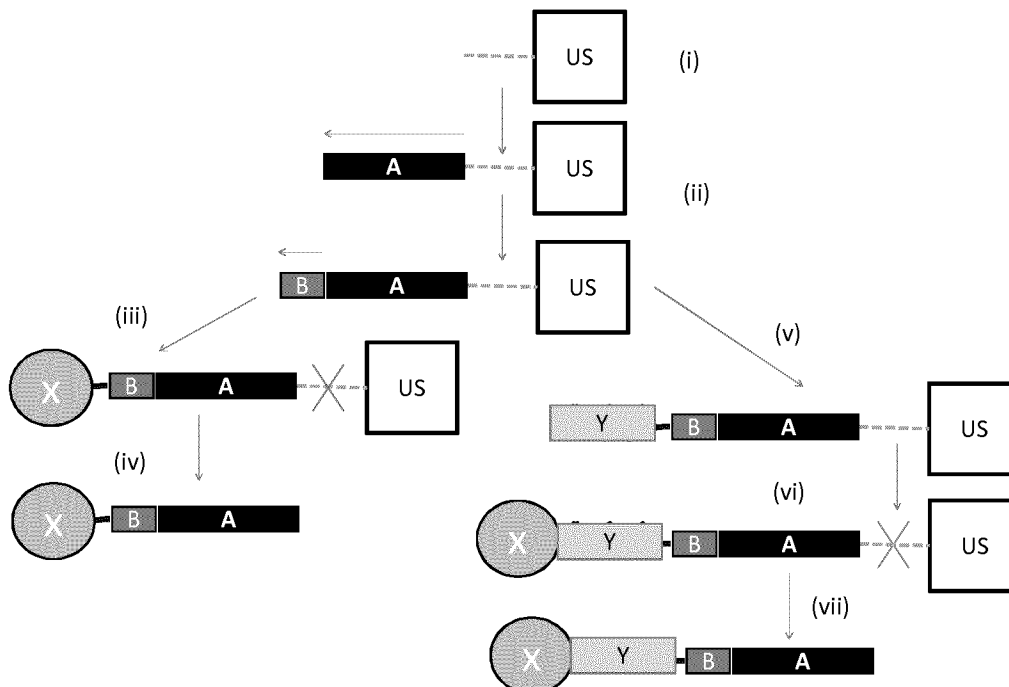 US (i)
A US
(ii)
B A US
(iii) (v)
X B A US
Y B A US
(iv) (vi)
X B A
X Y B A US
(vii)
X Y B A